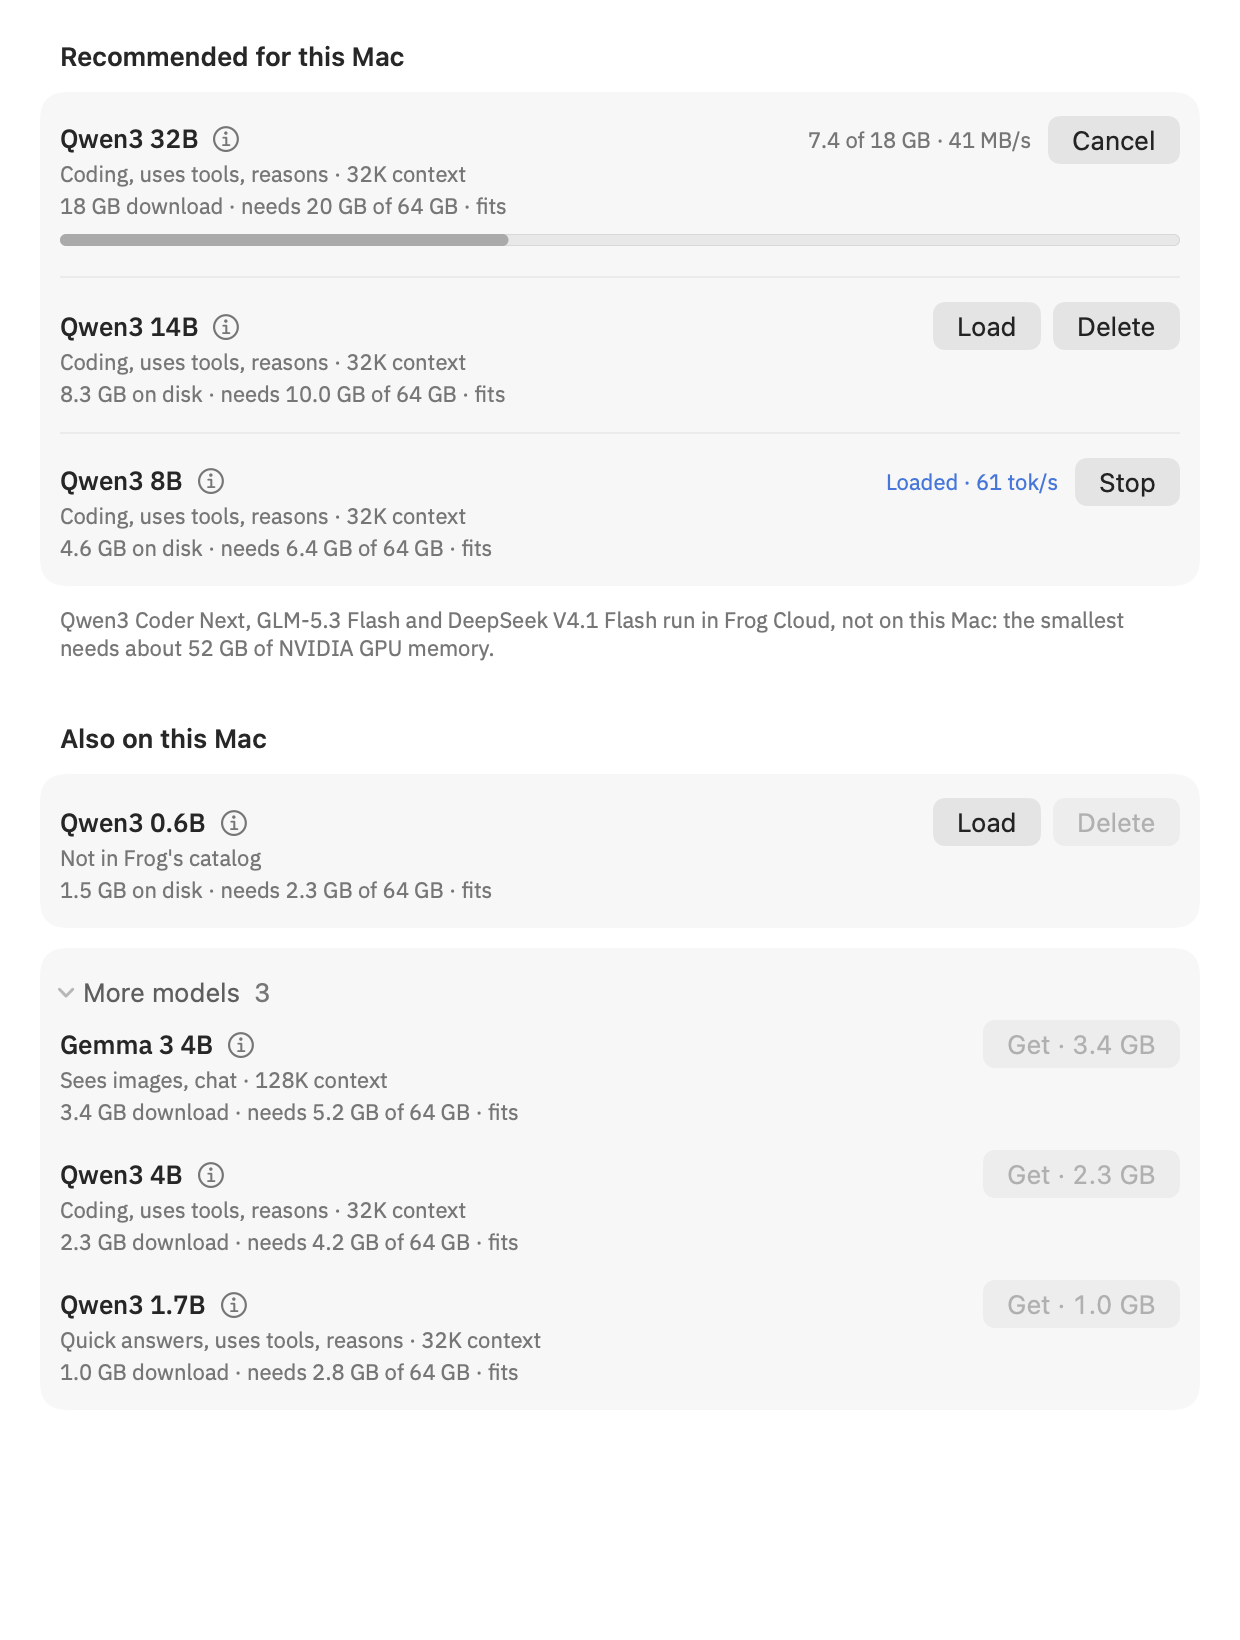 Recommended for this Mac
Qwen3 32B
7.4 of 18 GB · 41 MB/s
Cancel
Coding, uses tools, reasons · 32K context
18 GB download · needs 20 GB of 64 GB · fits
Qwen3 14B
Load
Delete
Coding, uses tools, reasons · 32K context
8.3 GB on disk · needs 10.0 GB of 64 GB · fits
Qwen3 8B
Loaded · 61 tok/s
Stop
Coding, uses tools, reasons · 32K context
4.6 GB on disk · needs 6.4 GB of 64 GB · fits
Qwen3 Coder Next, GLM-5.3 Flash and DeepSeek V4.1 Flash run in Frog Cloud, not on this Mac: the smallest
needs about 52 GB of NVIDIA GPU memory.
Also on this Mac
Qwen3 0.6B
Load
Delete
Not in Frog's catalog
1.5 GB on disk · needs 2.3 GB of 64 GB · fits
More models 3
Gemma 3 4B
Get · 3.4 GB
Sees images, chat · 128K context
3.4 GB download · needs 5.2 GB of 64 GB · fits
Qwen3 4B
Get · 2.3 GB
Coding, uses tools, reasons · 32K context
2.3 GB download · needs 4.2 GB of 64 GB · fits
Qwen3 1.7B
Get · 1.0 GB
Quick answers, uses tools, reasons · 32K context
1.0 GB download · needs 2.8 GB of 64 GB · fits